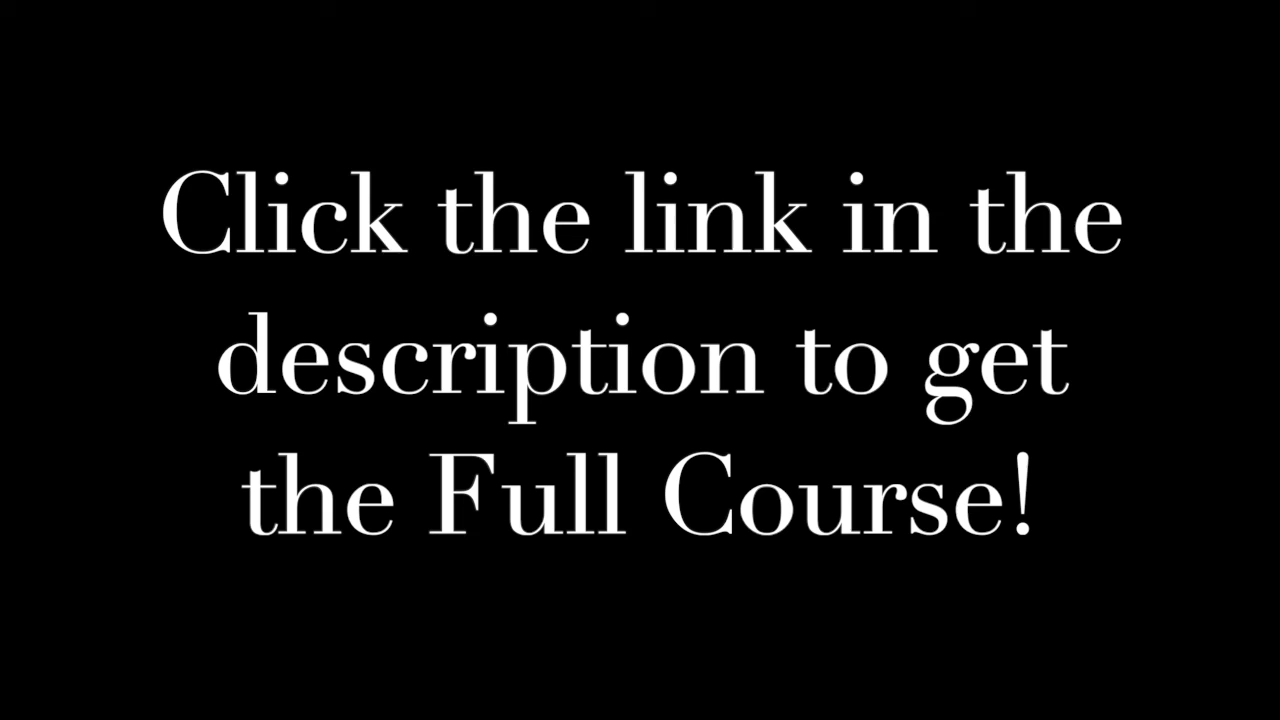 Click the link in the
description to get
the Full Course!